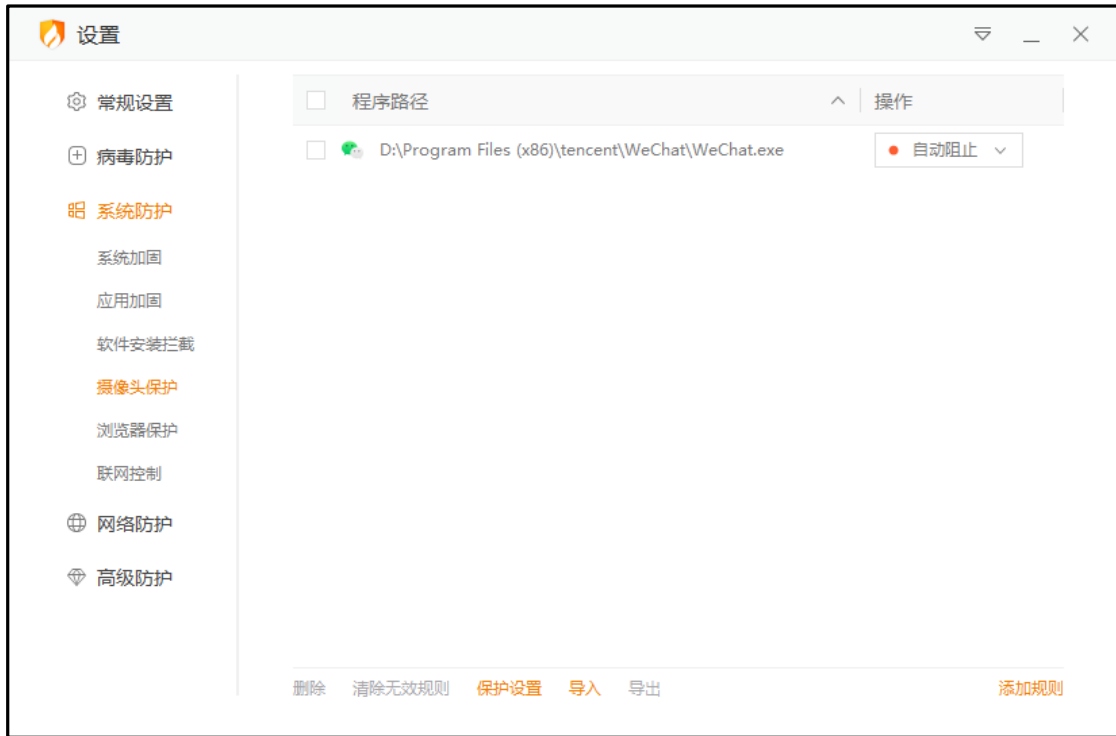 设置
常规设置
病毒防护
系统防护
系统加固
应用加固
软件安装拦截
摄像头保护
浏览器保护
联网控制
网络防护
高级防护
程序路径 操作
D:\Program Files (x86)\tencent\WeChat\WeChat.exe 自动阻止
删除 清除无效规则 保护设置 导入 导出 添加规则